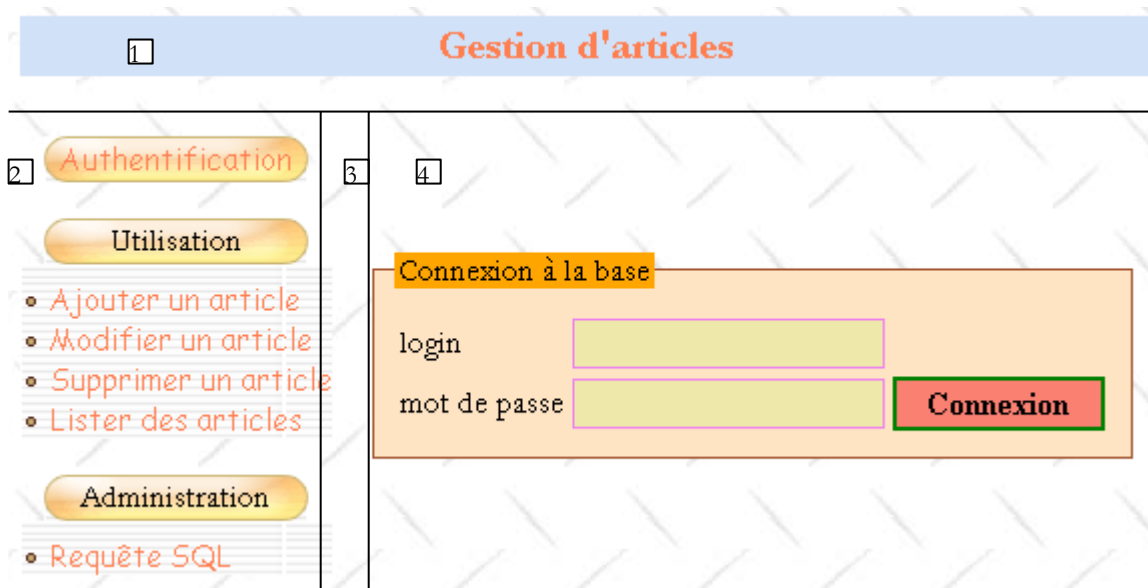 1
Gestion d'articles
2
Authentification
3
4
Utilisation
Ajouter un article
Modifier un article
Supprimer un article
Lister des articles
Administration
Requête SQL
Connexion à la base
login
mot de passe
Connexion